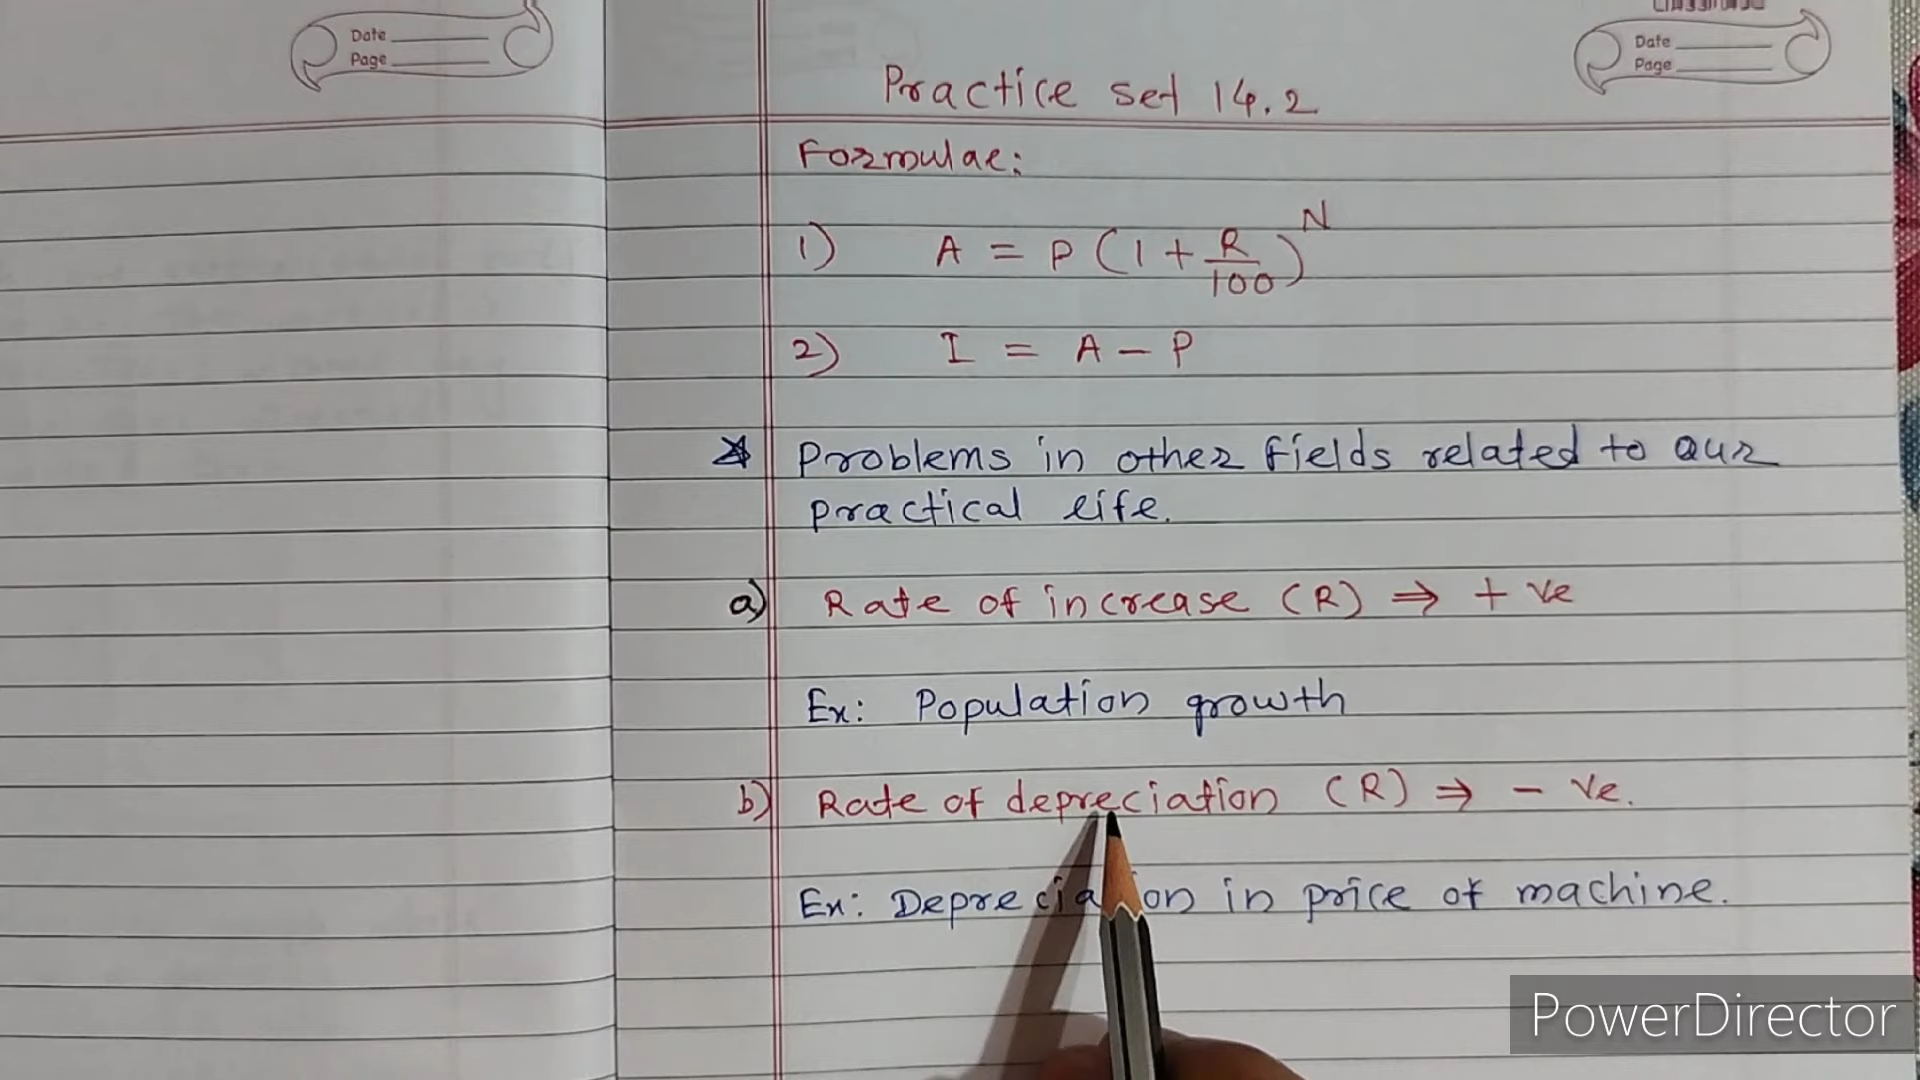 Date
Page
Date
Page
Practice set 14.2
Formulae:
1) A = P (1 + R/100)^N
2) I = A - P
* Problems in other fields related to our
practical life.
a) Rate of increase (R) ⇒ + ve
Ex: Population growth
b) Rate of depreciation (R) ⇒ - ve.
Ex: Depreciation in price of machine.
PowerDirector